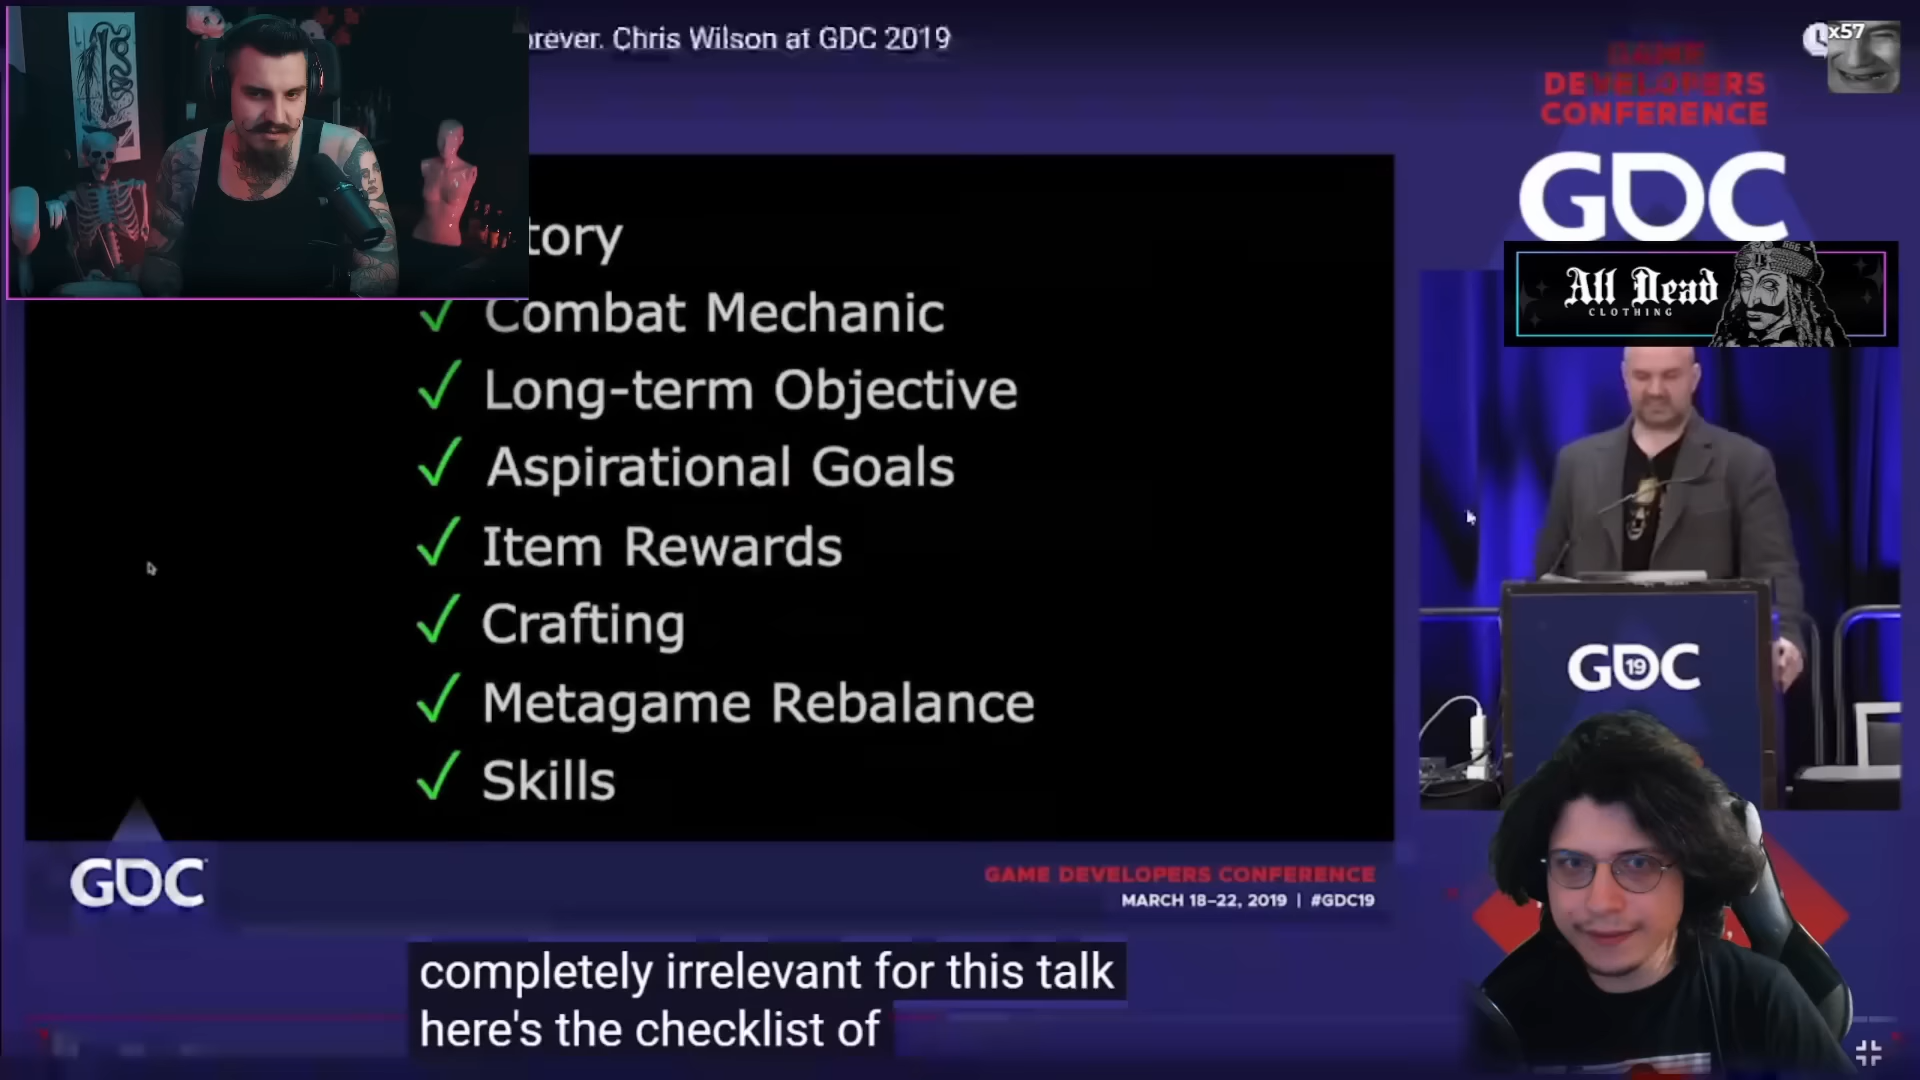 orever. Chris Wilson at GDC 2019
x57
GAME
DEVELOPERS
CONFERENCE
GDC
All Dead
CLOTHING
666
tory
✓ Combat Mechanic
✓ Long-term Objective
✓ Aspirational Goals
✓ Item Rewards
✓ Crafting
✓ Metagame Rebalance
✓ Skills
GDC 19
GDC
GAME DEVELOPERS CONFERENCE
MARCH 18-22, 2019 | #GDC19
completely irrelevant for this talk
here's the checklist of